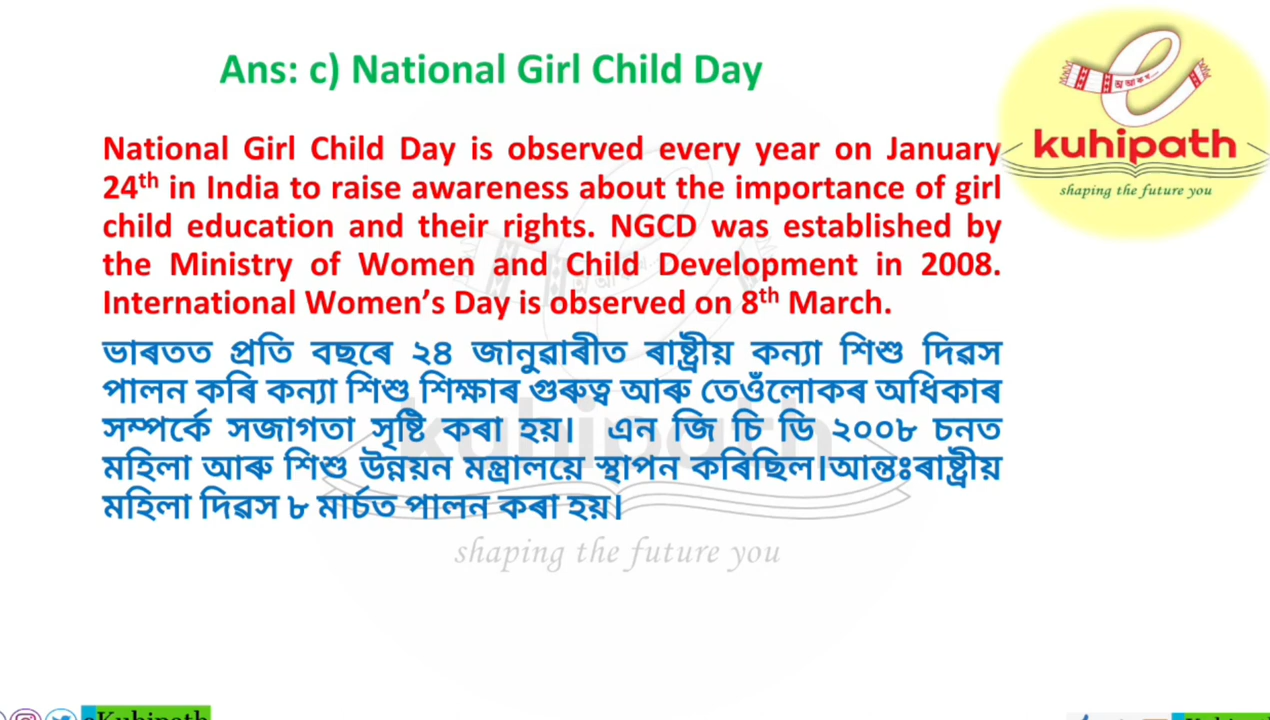 Ans: c) National Girl Child Day
অ আ ক খ....
kuhipath
shaping the future you
National Girl Child Day is observed every year on January
24th in India to raise awareness about the importance of girl
child education and their rights. NGCD was established by
the Ministry of Women and Child Development in 2008.
International Women’s Day is observed on 8th March.
ভাৰতত প্ৰতি বছৰে ২৪ জানুৱাৰীত ৰাষ্ট্ৰীয় কন্যা শিশু দিৱস
পালন কৰি কন্যা শিশু শিক্ষাৰ গুৰুত্ব আৰু তেওঁলোকৰ অধিকাৰ
সম্পৰ্কে সজাগতা সৃষ্টি কৰা হয়। এন জি চি ডি ২০০৮ চনত
মহিলা আৰু শিশু উন্নয়ন মন্ত্ৰালয়ে স্থাপন কৰিছিল।আন্তঃৰাষ্ট্ৰীয়
মহিলা দিৱস ৮ মাৰ্চত পালন কৰা হয়।
kuhipath
shaping the future you
eKuhipath